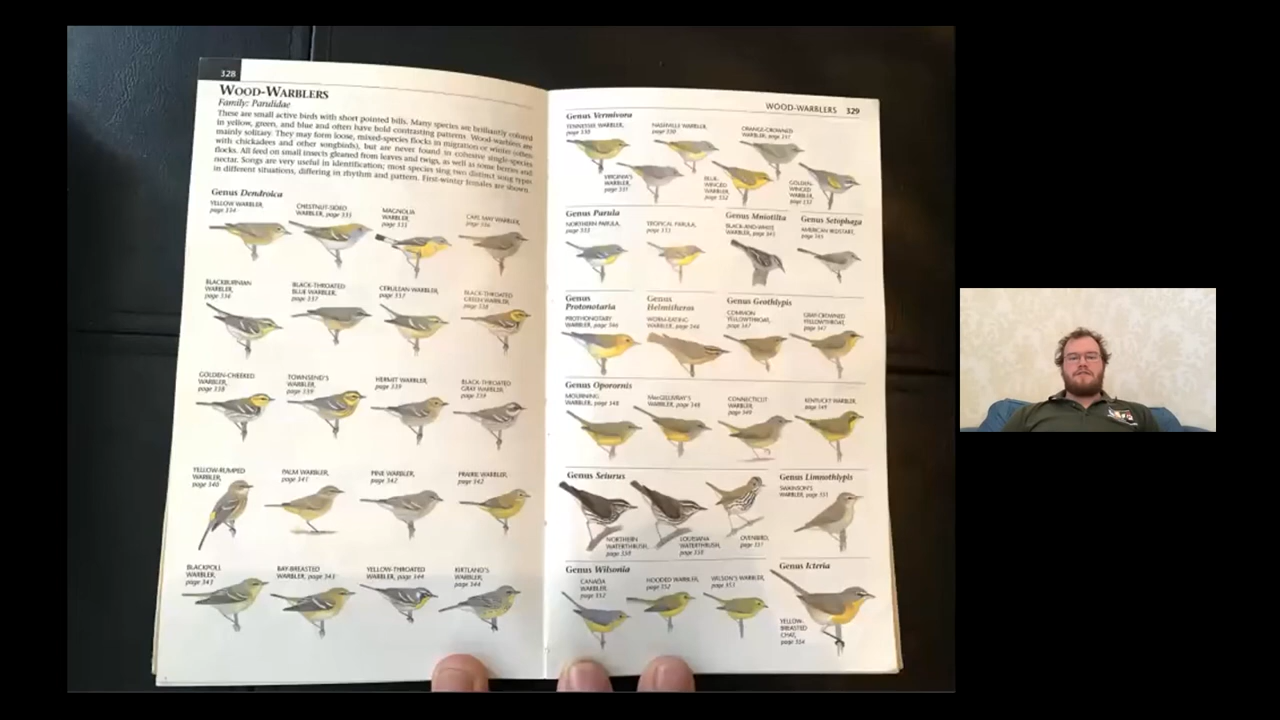 328
WOOD-WARBLERS
Family: Parulidae
These are small active birds with short pointed bills. Many species are brilliantly colored
in yellow, green, and blue and often have bold contrasting patterns. Wood-warblers are
mainly solitary. They may form loose, mixed-species flocks in migration or winter (often
with chickadees and other songbirds), but are never found in cohesive single-species
flocks. All feed on small insects gleaned from leaves and twigs, as well as some berries and
nectar. Songs are very useful in identification; most species sing two distinct song types
in different situations, differing in rhythm and pattern. First-winter females are shown.
Genus Dendroica
YELLOW WARBLER,
page 334
CHESTNUT-SIDED
WARBLER, page 335
MAGNOLIA
WARBLER,
page 335
CAPE MAY WARBLER,
page 336
BLACKBURNIAN
WARBLER,
page 336
BLACK-THROATED
BLUE WARBLER,
page 337
CERULEAN WARBLER,
page 337
BLACK-THROATED
GREEN WARBLER,
page 338
GOLDEN-CHEEKED
WARBLER,
page 338
TOWNSEND'S
WARBLER,
page 339
HERMIT WARBLER,
page 339
BLACK-THROATED
GRAY WARBLER,
page 339
YELLOW-RUMPED
WARBLER,
page 340
PALM WARBLER,
page 341
PINE WARBLER,
page 342
PRAIRIE WARBLER,
page 342
BLACKPOLL
WARBLER,
page 343
BAY-BREASTED
WARBLER, page 343
YELLOW-THROATED
WARBLER, page 344
KIRTLAND'S
WARBLER,
page 344
WOOD-WARBLERS 329
Genus Vermivora
TENNESSEE WARBLER,
page 330
NASHVILLE WARBLER,
page 330
ORANGE-CROWNED
WARBLER, page 331
VIRGINIA'S
WARBLER,
page 331
BLUE-
WINGED
WARBLER,
page 332
GOLDEN-
WINGED
WARBLER,
page 332
Genus Parula
NORTHERN PARULA,
page 333
TROPICAL PARULA,
page 333
Genus Mniotilta
BLACK-AND-WHITE
WARBLER, page 345
Genus Setophaga
AMERICAN REDSTART,
page 345
Genus
Protonotaria
PROTHONOTARY
WARBLER, page 346
Genus
Helmitheros
WORM-EATING
WARBLER, page 346
Genus Geothlypis
COMMON
YELLOWTHROAT,
page 347
GRAY-CROWNED
YELLOWTHROAT,
page 347
Genus Oporornis
MOURNING
WARBLER, page 348
MacGILLIVRAY'S
WARBLER, page 348
CONNECTICUT
WARBLER,
page 349
KENTUCKY WARBLER,
page 349
Genus Seiurus
NORTHERN
WATERTHRUSH,
page 350
LOUISIANA
WATERTHRUSH,
page 350
OVENBIRD,
page 351
Genus Limnothlypis
SWAINSON'S
WARBLER, page 351
Genus Wilsonia
CANADA
WARBLER,
page 352
HOODED WARBLER,
page 352
WILSON'S WARBLER,
page 353
Genus Icteria
YELLOW-
BREASTED
CHAT,
page 354